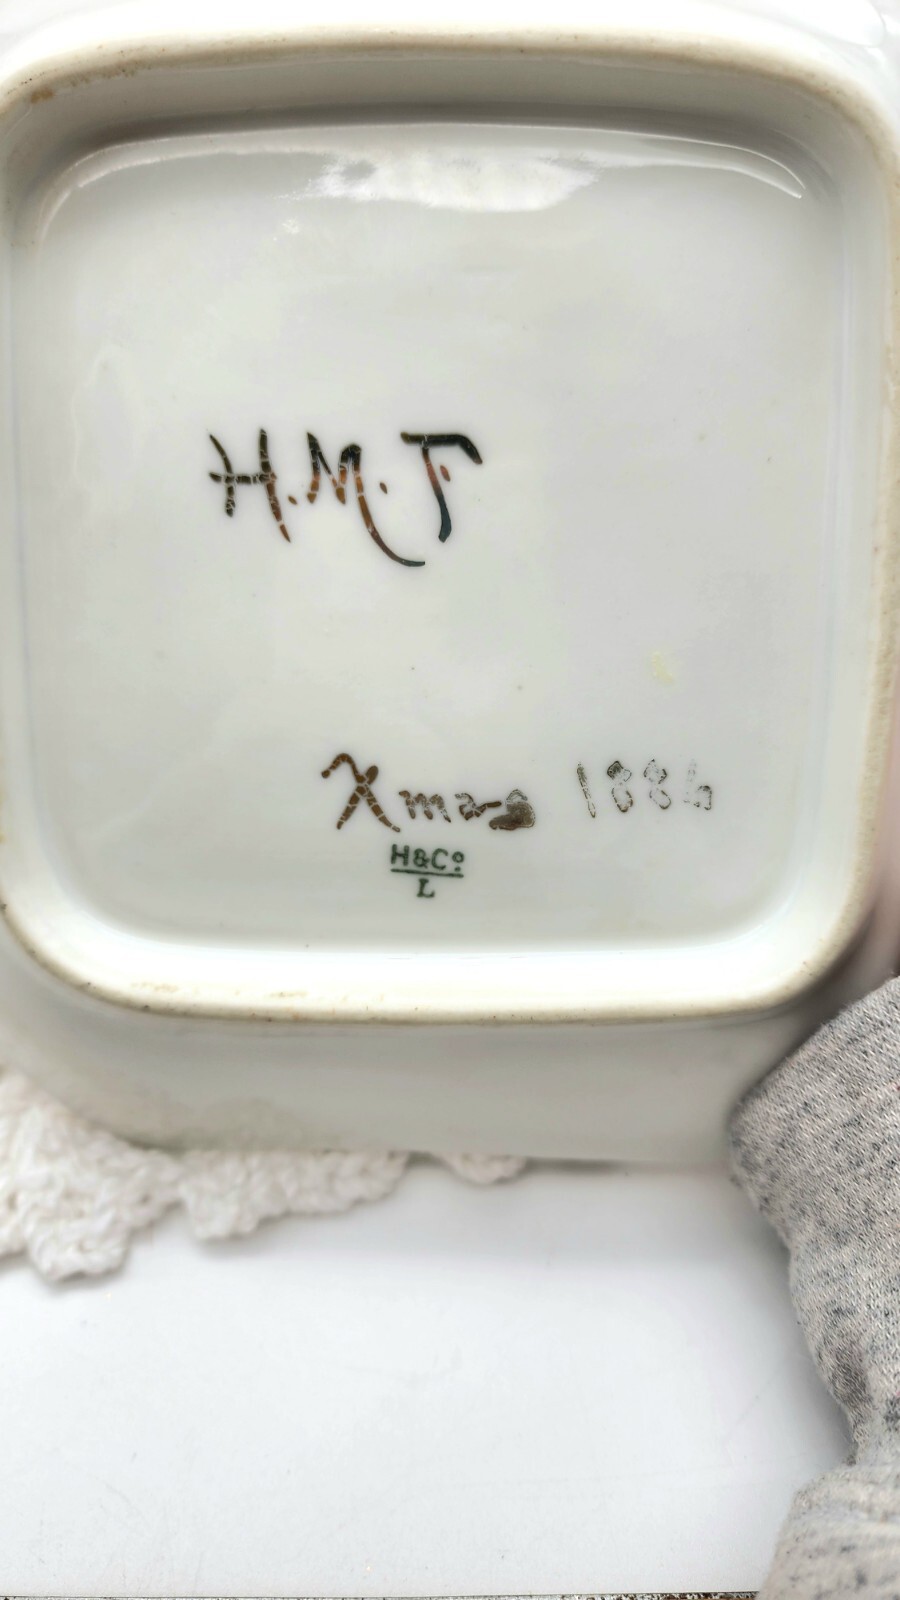 H.M.T.
Xmas 1886
H&Co
L